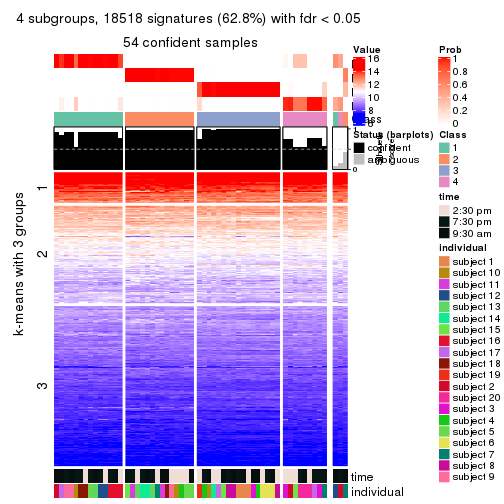 4 subgroups, 18518 signatures (62.8%) with fdr < 0.05
54 confident samples
k-means with 3 groups
1
2
3
Value
16
14
12
10
8
6
Class
Status (barplots)
confident
ambiguous
0
time
individual
Prob
1
0.8
0.6
0.4
0.2
0
Class
1
2
3
4
time
2:30 pm
7:30 pm
9:30 am
individual
subject 1
subject 10
subject 11
subject 12
subject 13
subject 14
subject 15
subject 16
subject 17
subject 18
subject 19
subject 2
subject 20
subject 3
subject 4
subject 5
subject 6
subject 7
subject 8
subject 9